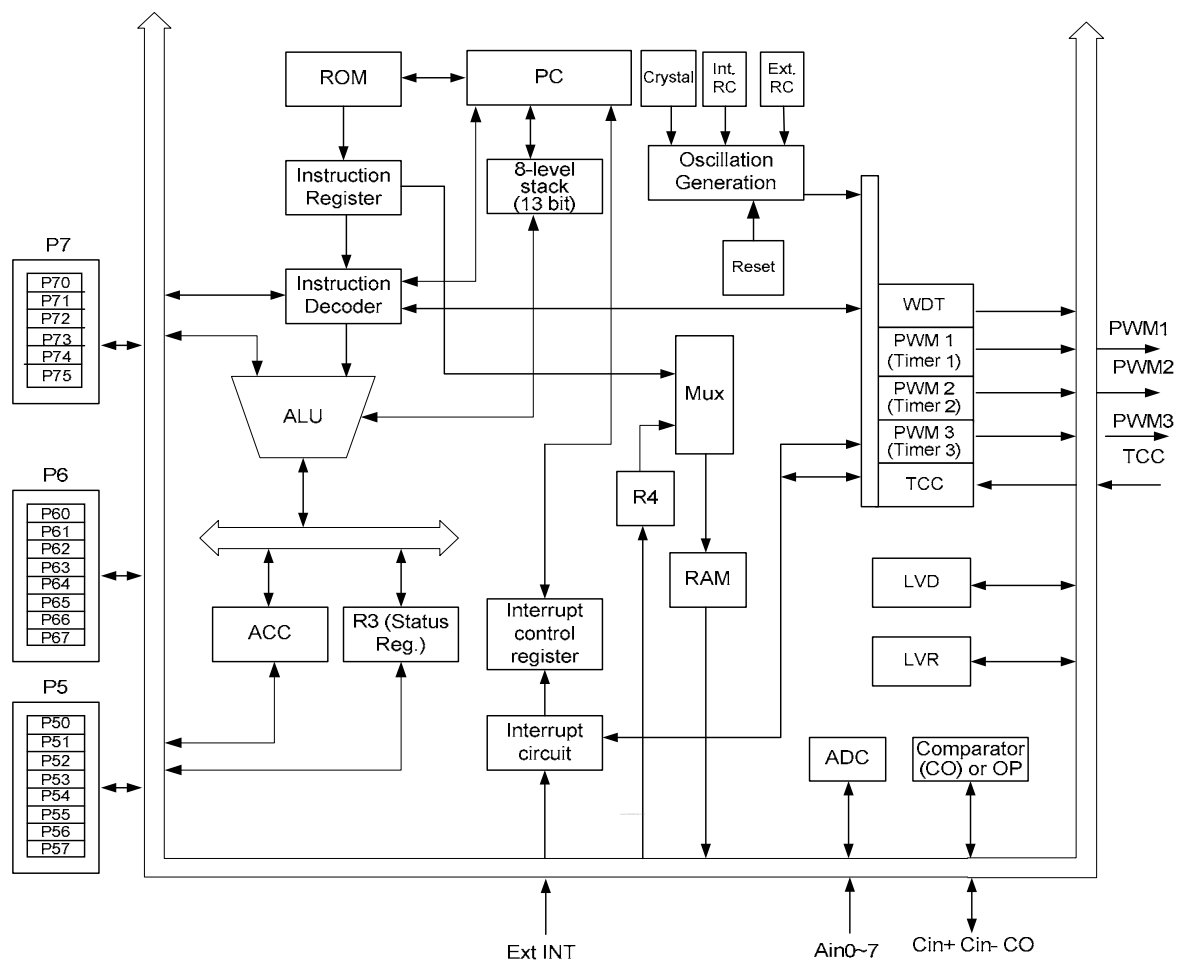 ROM
PC
Crystal
Int.
RC
Ext.
RC
Instruction
Register
8-level
stack
(13 bit)
Oscillation
Generation
Reset
P7
P70
P71
P72
P73
P74
P75
Instruction
Decoder
WDT
PWM 1
(Timer 1)
PWM 2
(Timer 2)
PWM 3
(Timer 3)
TCC
PWM1
PWM2
PWM3
TCC
ALU
Mux
R4
P6
P60
P61
P62
P63
P64
P65
P66
P67
RAM
LVD
ACC
R3 (Status
Reg.)
Interrupt
control
register
LVR
P5
P50
P51
P52
P53
P54
P55
P56
P57
Interrupt
circuit
ADC
Comparator
(CO) or OP
Ext INT
Ain0~7
Cin+ Cin- CO